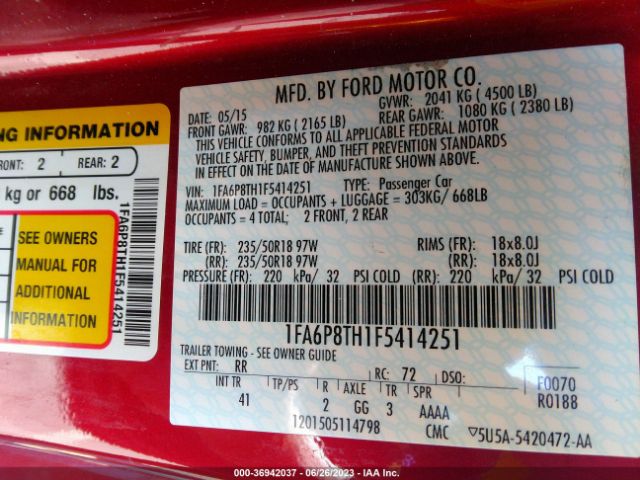 NG INFORMATION
FRONT: 2 REAR: 2
kg or 668 lbs.
SEE OWNERS
MANUAL FOR
ADDITIONAL
INFORMATION
1FA6P8TH1F5414251
MFD. BY FORD MOTOR CO.
DATE: 05/15 GVWR: 2041 KG ( 4500 LB)
FRONT GAWR: 982 KG ( 2165 LB) REAR GAWR: 1080 KG ( 2380 LB)
THIS VEHICLE CONFORMS TO ALL APPLICABLE FEDERAL MOTOR
VEHICLE SAFETY, BUMPER, AND THEFT PREVENTION STANDARDS
IN EFFECT ON THE DATE OF MANUFACTURE SHOWN ABOVE.
VIN: 1FA6P8TH1F5414251 TYPE: Passenger Car
MAXIMUM LOAD = OCCUPANTS + LUGGAGE = 303KG/ 668LB
OCCUPANTS = 4 TOTAL; 2 FRONT, 2 REAR
TIRE (FR): 235/50R18 97W RIMS (FR): 18x8.0J
(RR): 235/50R18 97W (RR): 18x8.0J
PRESSURE (FR): 220 kPa/ 32 PSI COLD (RR): 220 kPa/ 32 PSI COLD
1FA6P8TH1F5414251
TRAILER TOWING - SEE OWNER GUIDE
EXT PNT: RR RC: 72 DSO: F0070
INT TR TP/PS R AXLE TR SPR R0188
41 2 GG 3 AAAA
1201505114798 CMC ▽5U5A-5420472-AA
000-36942037 - 06/26/2023 - IAA Inc.